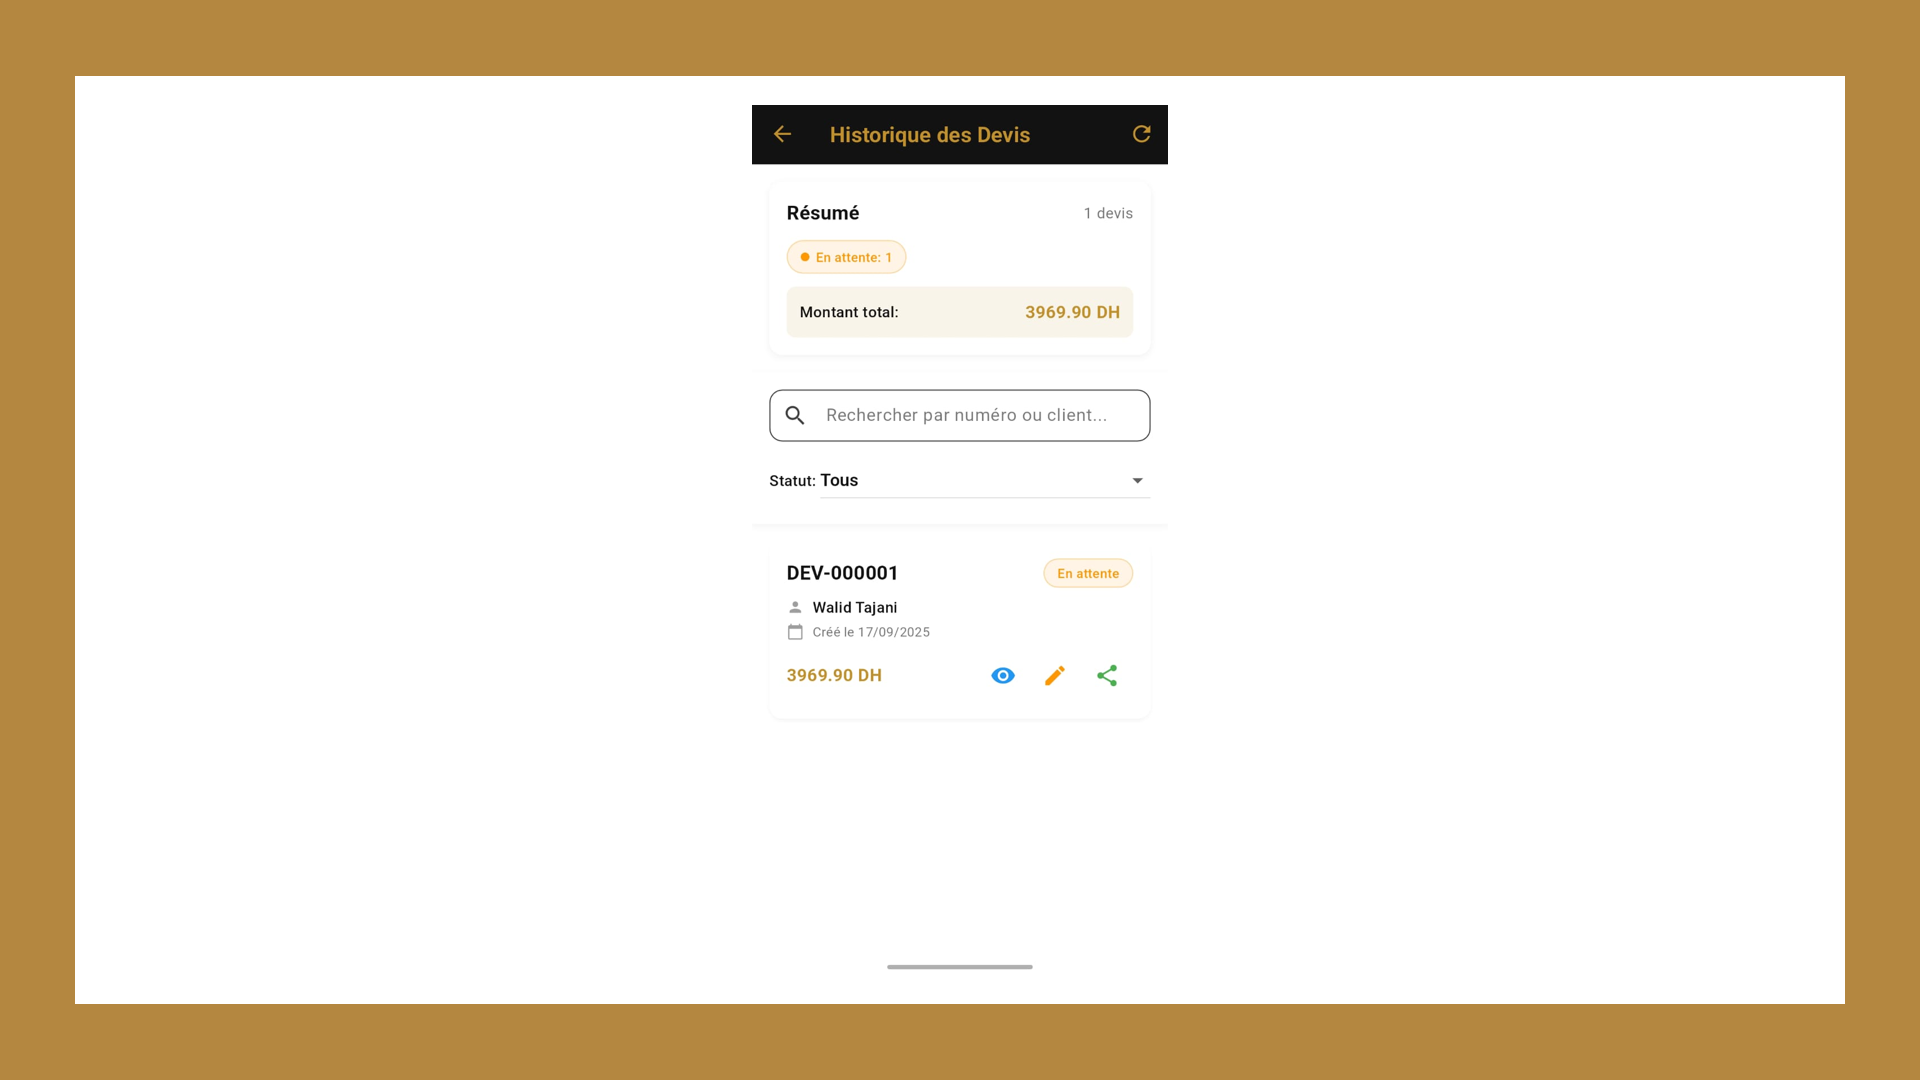 Historique des Devis
Résumé
1 devis
En attente: 1
Montant total:
3969.90 DH
Rechercher par numéro ou client...
Statut: Tous
DEV-000001
En attente
Walid Tajani
Créé le 17/09/2025
3969.90 DH